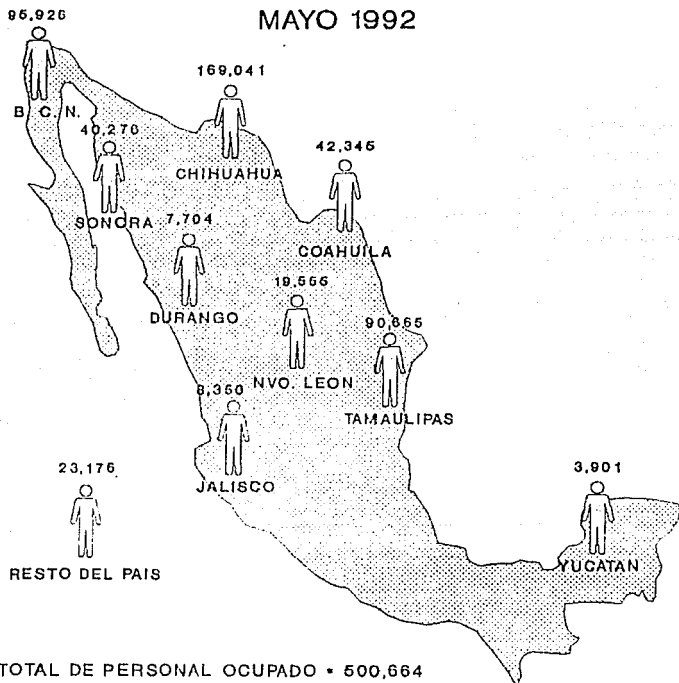 MAYO 1992
95,926
B. C. N.
169,041
CHIHUAHUA
40,270
SONORA
42,345
COAHUILA
7,704
DURANGO
19,555
NVO. LEON
90,665
TAMAULIPAS
8,350
JALISCO
23,176
RESTO DEL PAIS
3,901
YUCATAN
TOTAL DE PERSONAL OCUPADO = 500,664